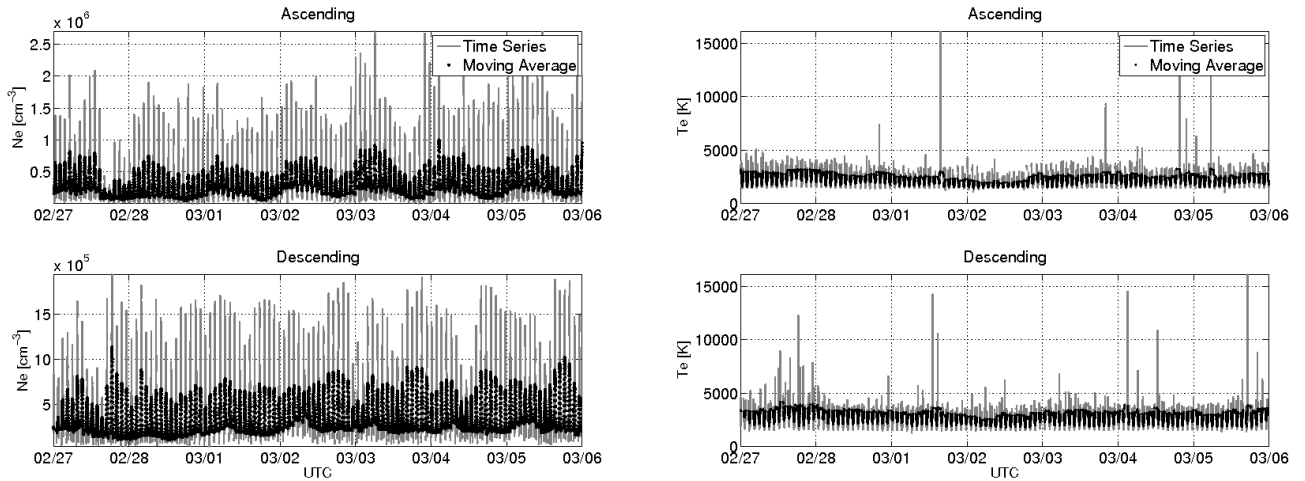 Ascending
x 10^6
Ne [cm^-3]
2.5
2
1.5
1
0.5
Time Series
Moving Average
02/27 02/28 03/01 03/02 03/03 03/04 03/05 03/06
Ascending
Te [K]
15000
10000
5000
0
Time Series
Moving Average
02/27 02/28 03/01 03/02 03/03 03/04 03/05 03/06
Descending
x 10^5
Ne [cm^-3]
15
10
5
02/27 02/28 03/01 03/02 03/03 03/04 03/05 03/06
UTC
Descending
Te [K]
15000
10000
5000
0
02/27 02/28 03/01 03/02 03/03 03/04 03/05 03/06
UTC